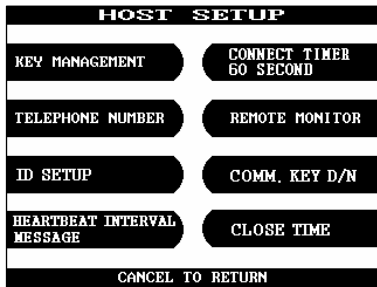 HOST SETUP
KEY MANAGEMENT
CONNECT TIMER
60 SECOND
TELEPHONE NUMBER
REMOTE MONITOR
ID SETUP
COMM. KEY D/N
HEARTBEAT INTERVAL
MESSAGE
CLOSE TIME
CANCEL TO RETURN